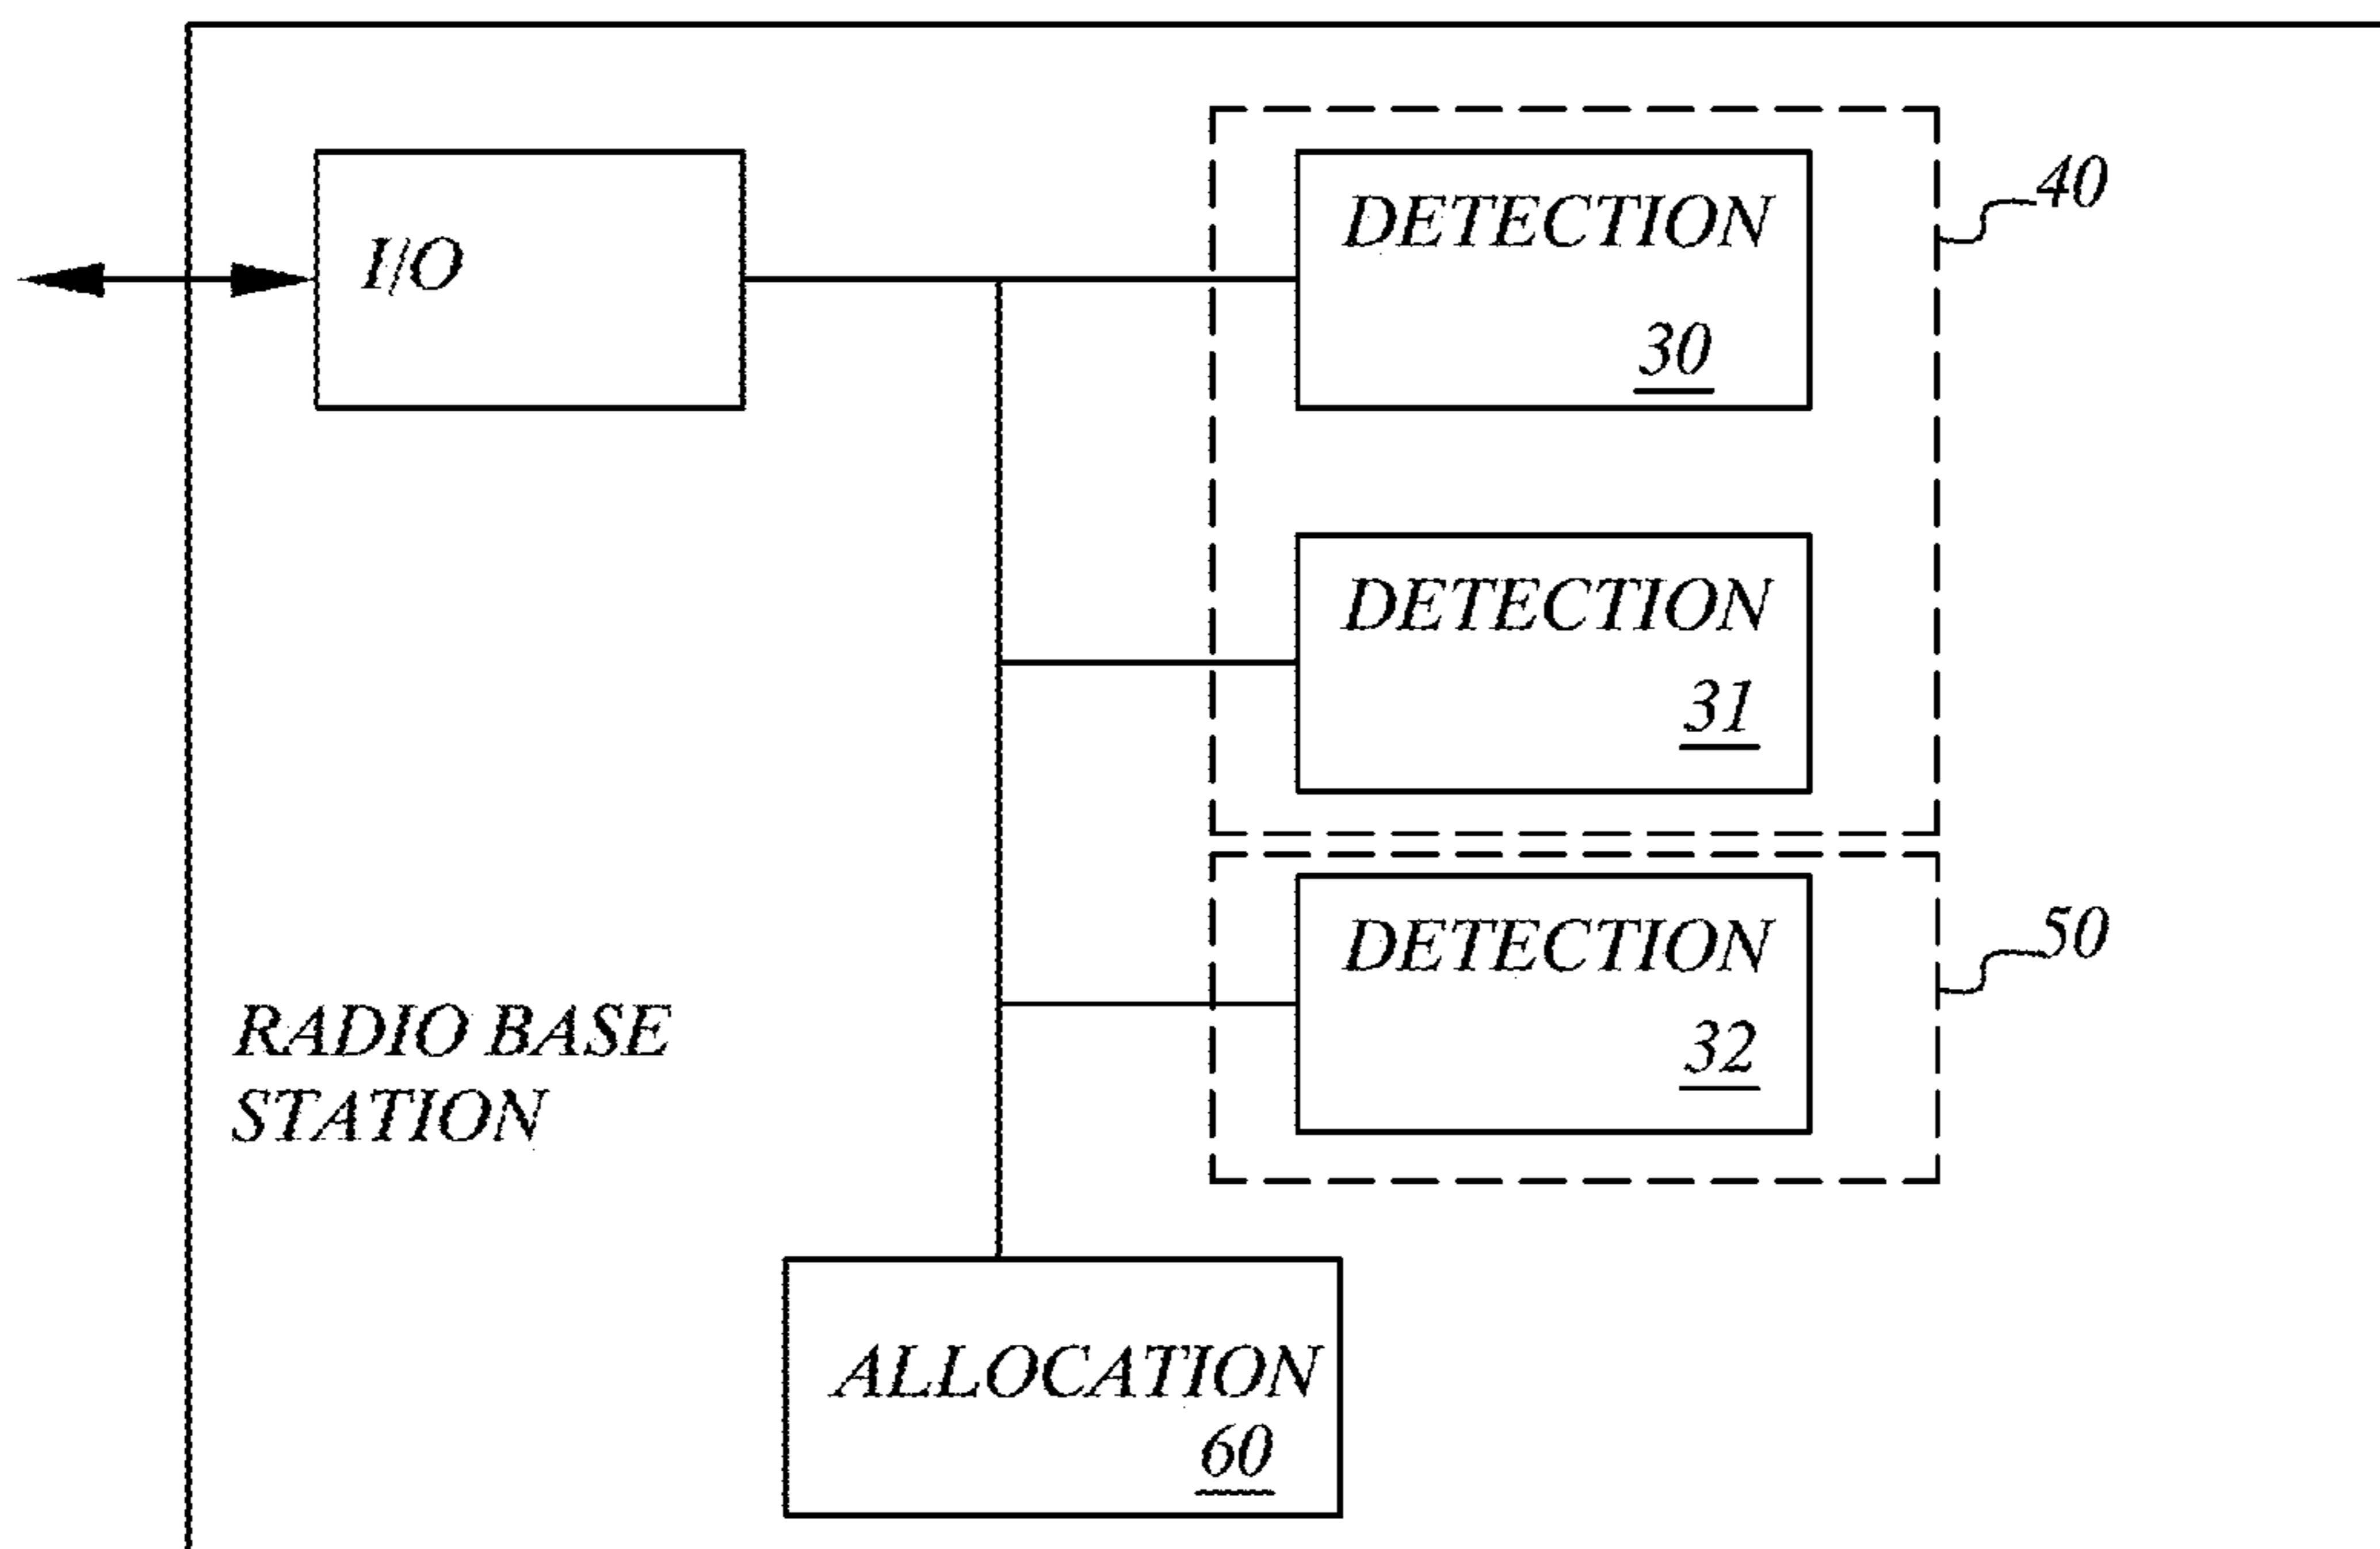 I/O
DETECTION
30
40
DETECTION
31
DETECTION
32
50
RADIO BASE
STATION
ALLOCATION
60